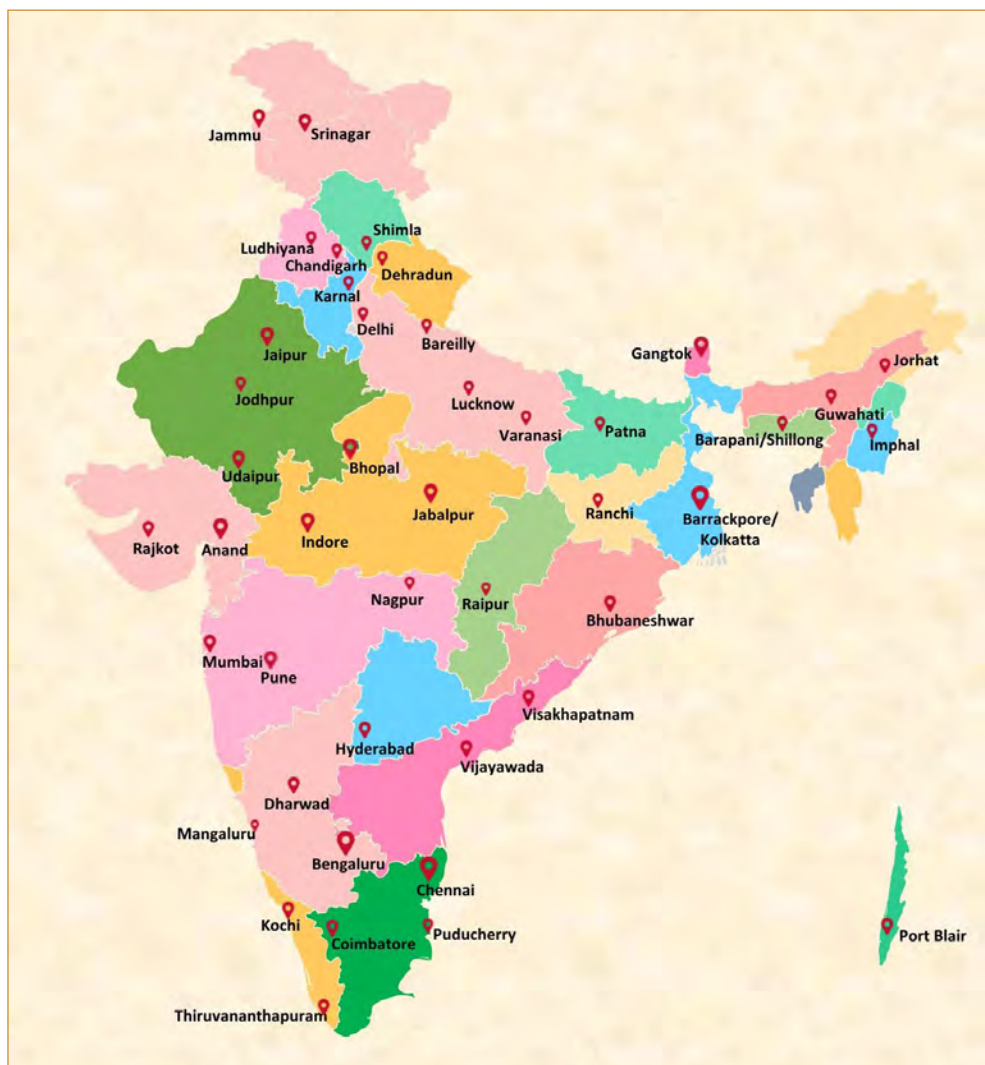 Jammu
Srinagar
Shimla
Ludhiyana
Chandigarh
Dehradun
Karnal
Delhi
Bareilly
Jaipur
Gangtok
Jorhat
Jodhpur
Lucknow
Guwahati
Varanasi
Patna
Barapani/Shillong
Imphal
Udaipur
Bhopal
Jabalpur
Ranchi
Barrackpore/
Kolkatta
Rajkot
Anand
Indore
Nagpur
Raipur
Bhubaneshwar
Mumbai
Pune
Visakhapatnam
Hyderabad
Vijayawada
Dharwad
Mangaluru
Bengaluru
Chennai
Kochi
Coimbatore
Puducherry
Port Blair
Thiruvananthapuram